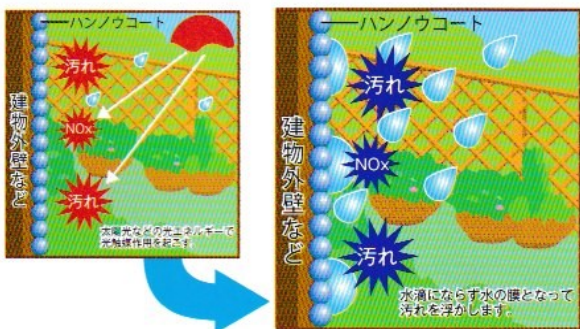 ハンノウコート
汚れ
NOx
汚れ
建物外壁など
太陽光などの光エネルギーで
光触媒作用を起こす。
ハンノウコート
汚れ
NOx
汚れ
建物外壁など
水滴にならず水の膜となって
汚れを浮かします。